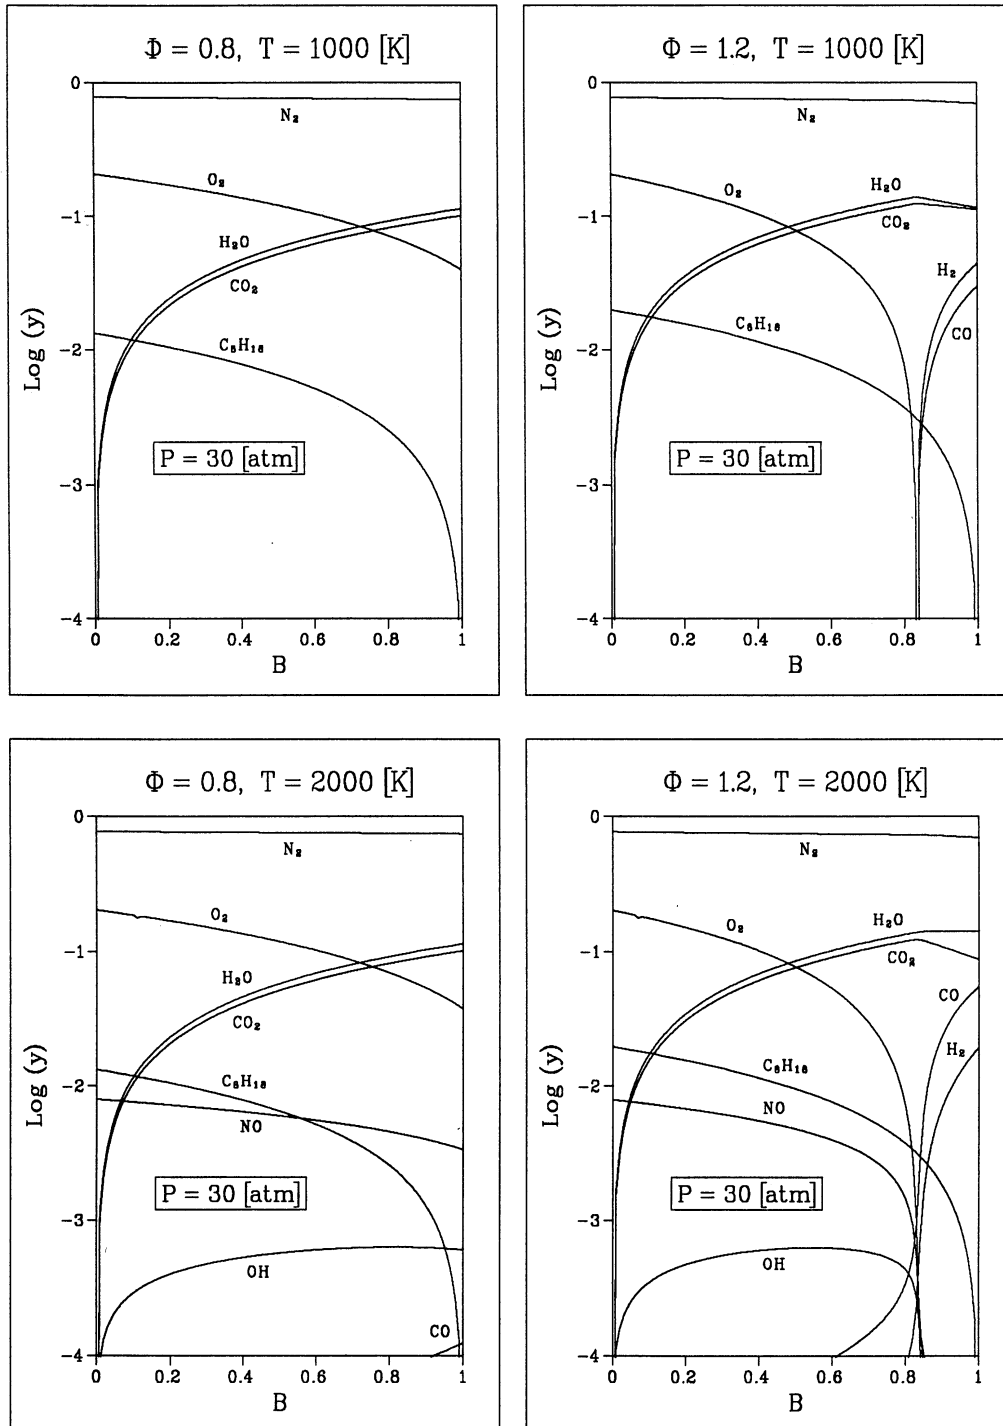 Φ = 0.8, T = 1000 [K]
0
-1
-2
-3
-4
Log (y)
N₂
O₂
H₂O
CO₂
C₈H₁₈
P = 30 [atm]
0 0.2 0.4 0.6 0.8 1
B
Φ = 1.2, T = 1000 [K]
0
-1
-2
-3
-4
Log (y)
N₂
O₂
H₂O
CO₂
H₂
CO
C₈H₁₈
P = 30 [atm]
0 0.2 0.4 0.6 0.8 1
B
Φ = 0.8, T = 2000 [K]
0
-1
-2
-3
-4
Log (y)
N₂
O₂
H₂O
CO₂
C₈H₁₈
NO
P = 30 [atm]
OH
CO
0 0.2 0.4 0.6 0.8 1
B
Φ = 1.2, T = 2000 [K]
0
-1
-2
-3
-4
Log (y)
N₂
O₂
H₂O
CO₂
CO
H₂
C₈H₁₈
NO
P = 30 [atm]
OH
0 0.2 0.4 0.6 0.8 1
B